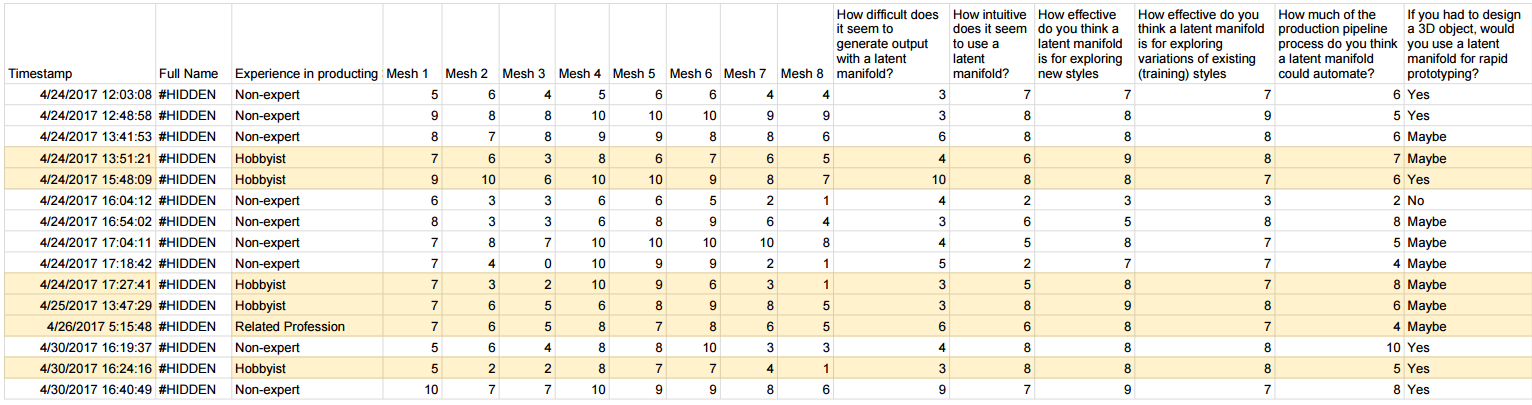 Timestamp Full Name Experience in producing Mesh 1 Mesh 2 Mesh 3 Mesh 4 Mesh 5 Mesh 6 Mesh 7 Mesh 8 How difficult does it seem to generate output with a latent manifold? How intuitive does it seem to use a latent manifold? How effective do you think a latent manifold is for exploring new styles How effective do you think a latent manifold is for exploring variations of existing (training) styles How much of the production pipeline process do you think a latent manifold could automate? If you had to design a 3D object, would you use a latent manifold for rapid prototyping?
4/24/2017 12:03:08 #HIDDEN Non-expert 5 6 4 5 6 6 4 4 3 7 7 7 6 Yes
4/24/2017 12:48:58 #HIDDEN Non-expert 9 8 8 10 10 10 9 9 3 8 8 9 5 Yes
4/24/2017 13:41:53 #HIDDEN Non-expert 8 7 8 9 9 8 8 6 6 8 8 8 6 Maybe
4/24/2017 13:51:21 #HIDDEN Hobbyist 7 6 3 8 6 7 6 5 4 6 9 8 7 Maybe
4/24/2017 15:48:09 #HIDDEN Hobbyist 9 10 6 10 10 9 8 7 10 8 8 7 6 Yes
4/24/2017 16:04:12 #HIDDEN Non-expert 6 3 3 6 6 5 2 1 4 2 3 3 2 No
4/24/2017 16:54:02 #HIDDEN Non-expert 8 3 3 6 8 9 6 4 3 6 5 8 8 Maybe
4/24/2017 17:04:11 #HIDDEN Non-expert 7 8 7 10 10 10 10 8 4 5 8 7 5 Maybe
4/24/2017 17:18:42 #HIDDEN Non-expert 7 4 0 10 9 9 2 1 5 2 7 7 4 Maybe
4/24/2017 17:27:41 #HIDDEN Hobbyist 7 3 2 10 9 6 3 1 3 5 8 7 8 Maybe
4/25/2017 13:47:29 #HIDDEN Hobbyist 7 6 5 6 8 9 8 5 3 8 9 8 6 Maybe
4/26/2017 5:15:48 #HIDDEN Related Profession 7 6 5 8 7 8 6 5 6 6 8 7 4 Maybe
4/30/2017 16:19:37 #HIDDEN Non-expert 5 6 4 8 8 10 3 3 4 8 8 8 10 Yes
4/30/2017 16:24:16 #HIDDEN Hobbyist 5 2 2 8 7 7 4 1 3 8 8 8 5 Yes
4/30/2017 16:40:49 #HIDDEN Non-expert 10 7 7 10 9 9 8 6 9 7 9 7 8 Yes